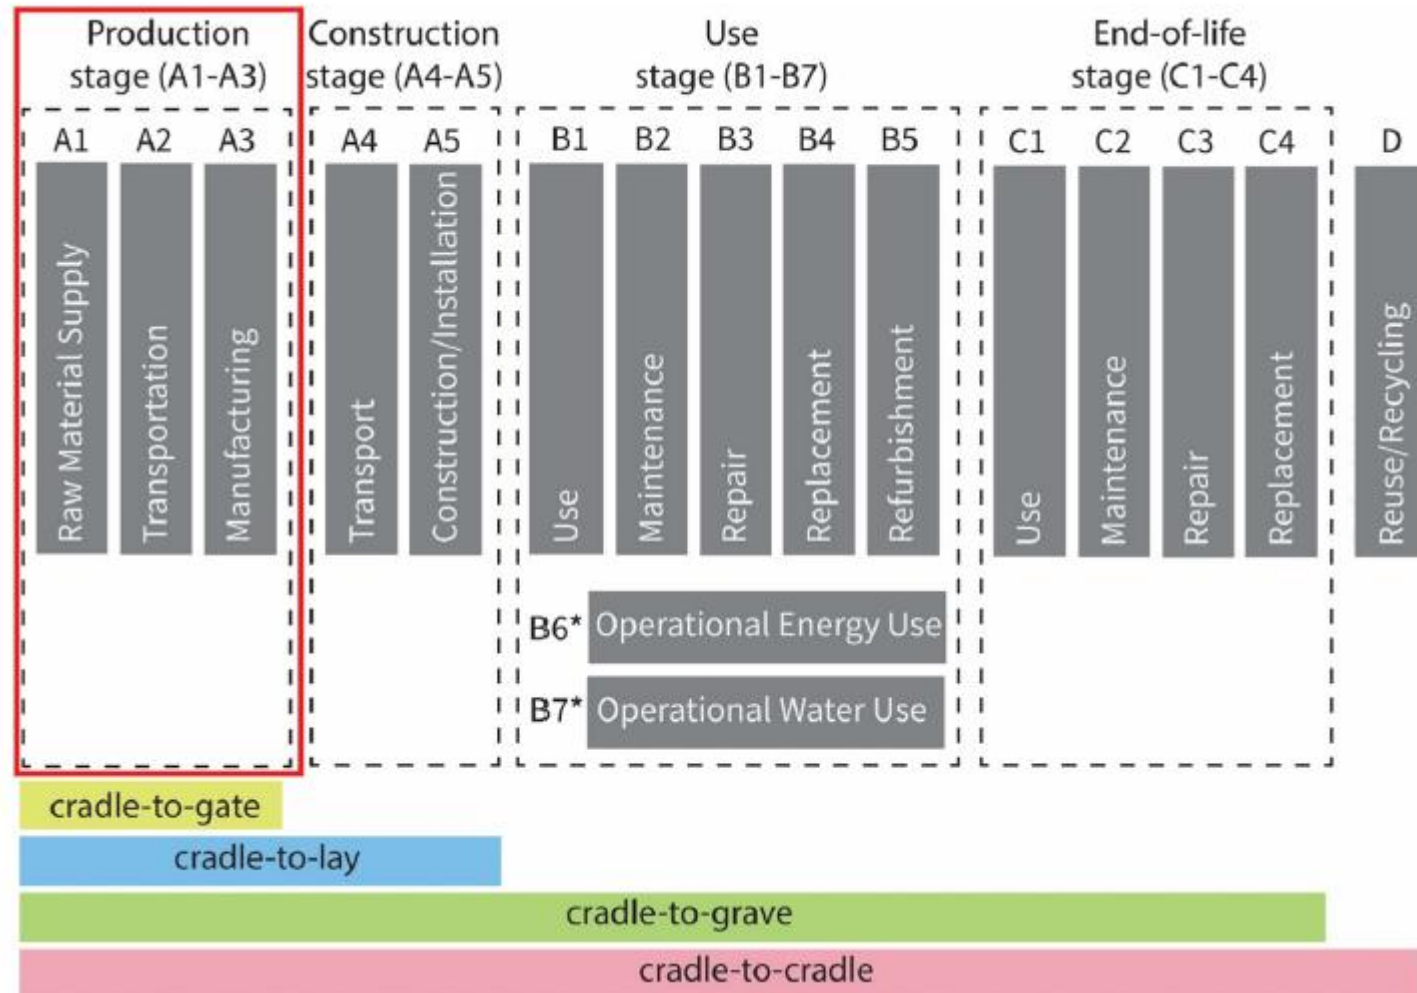 Production
stage (A1-A3)
Construction
stage (A4-A5)
Use
stage (B1-B7)
End-of-life
stage (C1-C4)
A1
A2
A3
A4
A5
B1
B2
B3
B4
B5
C1
C2
C3
C4
D
Raw Material Supply
Transportation
Manufacturing
Transport
Construction/Installation
Use
Maintenance
Repair
Replacement
Refurbishment
Use
Maintenance
Repair
Replacement
Reuse/Recycling
B6* Operational Energy Use
B7* Operational Water Use
cradle-to-gate
cradle-to-lay
cradle-to-grave
cradle-to-cradle